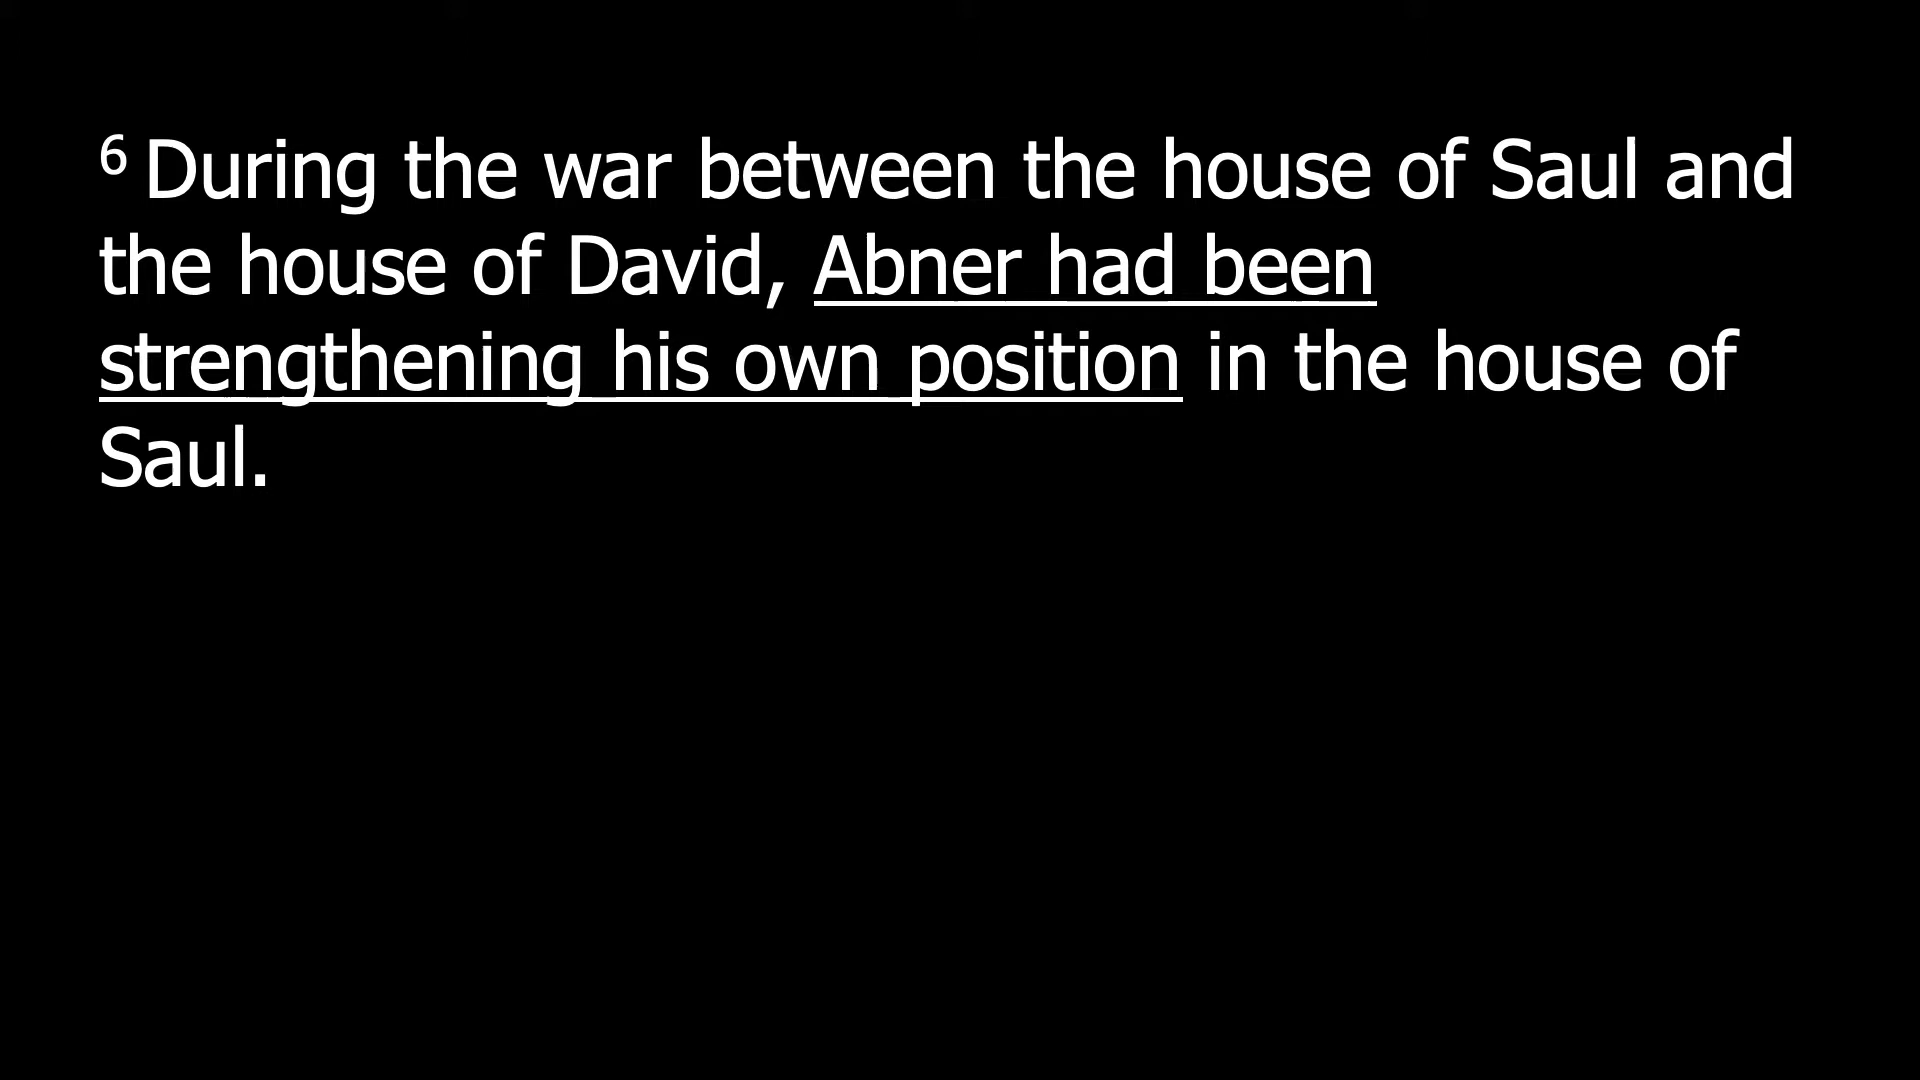 6 During the war between the house of Saul and
the house of David, Abner had been
strengthening his own position in the house of
Saul.